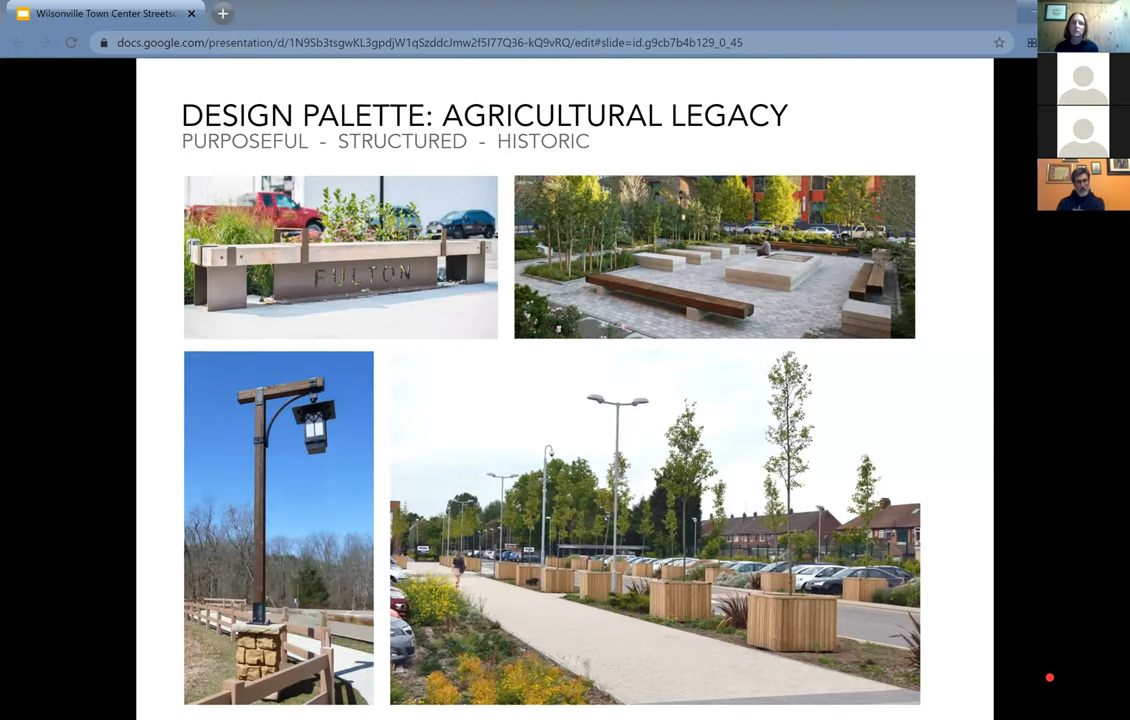 Wilsonville Town Center Streetsc
docs.google.com/presentation/d/1N9Sb3tsgwKL3gpdjW1qSzddcJmw2f5I77Q36-kQ9vRQ/edit#slide=id.g9cb7b4b129_0_45
DESIGN PALETTE: AGRICULTURAL LEGACY
PURPOSEFUL - STRUCTURED - HISTORIC
FULTON